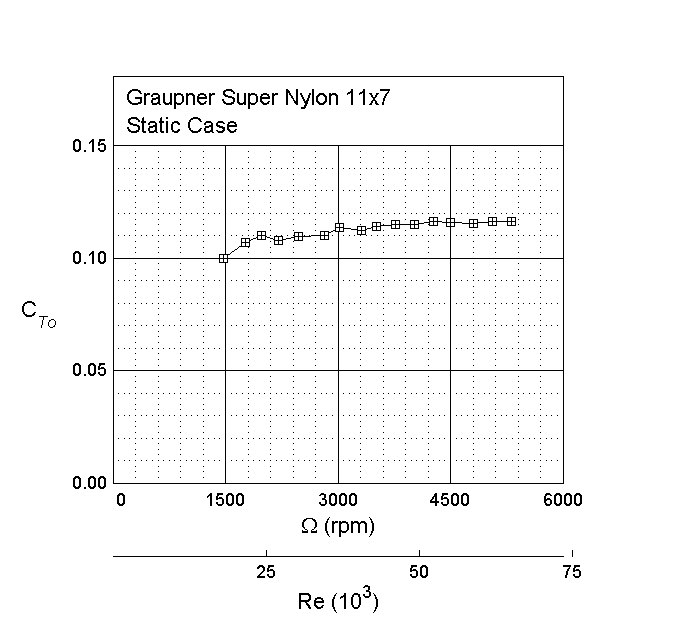 Graupner Super Nylon 11x7
Static Case
0.15
0.10
C_To
0.05
0.00
0 1500 3000 4500 6000
Ω (rpm)
25 50 75
Re (10³)